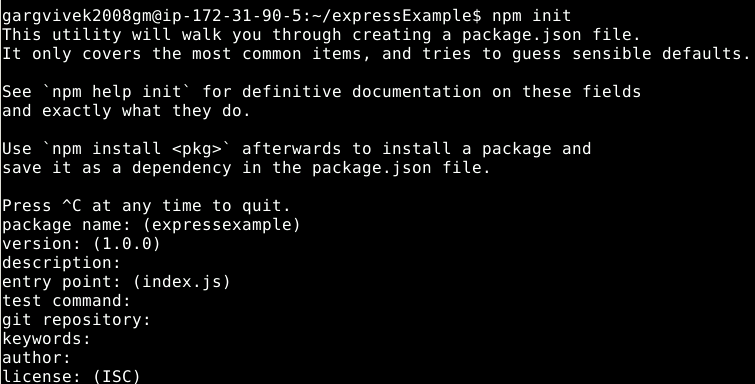 gargvivek2008gm@ip-172-31-90-5:~/expressExample$ npm init
This utility will walk you through creating a package.json file.
It only covers the most common items, and tries to guess sensible defaults.

See `npm help init` for definitive documentation on these fields
and exactly what they do.

Use `npm install <pkg>` afterwards to install a package and
save it as a dependency in the package.json file.

Press ^C at any time to quit.
package name: (expressexample)
version: (1.0.0)
description:
entry point: (index.js)
test command:
git repository:
keywords:
author:
license: (ISC)